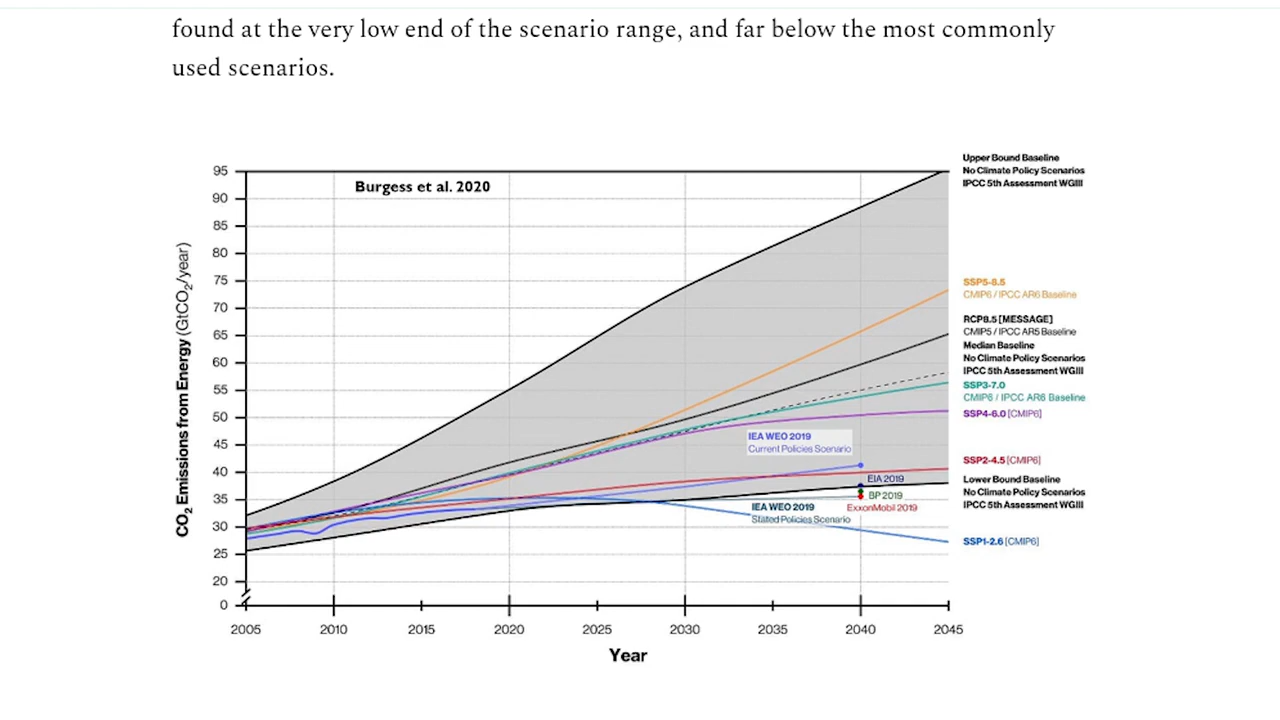 found at the very low end of the scenario range, and far below the most commonly
used scenarios.
Burgess et al. 2020
CO2 Emissions from Energy (GtCO2/year)
95
90
85
80
75
70
65
60
55
50
45
40
35
30
25
20
0
2005
2010
2015
2020
2025
2030
2035
2040
2045
Year
Upper Bound Baseline
No Climate Policy Scenarios
IPCC 5th Assessment WGIII
SSP5-8.5
CMIP6 / IPCC AR6 Baseline
RCP8.5 [MESSAGE]
CMIP5 / IPCC AR5 Baseline
Median Baseline
No Climate Policy Scenarios
IPCC 5th Assessment WGIII
SSP3-7.0
CMIP6 / IPCC AR6 Baseline
SSP4-6.0 [CMIP6]
IEA WEO 2019
Current Policies Scenario
SSP2-4.5 [CMIP6]
EIA 2019
BP 2019
ExxonMobil 2019
IEA WEO 2019
Stated Policies Scenario
Lower Bound Baseline
No Climate Policy Scenarios
IPCC 5th Assessment WGIII
SSP1-2.6 [CMIP6]